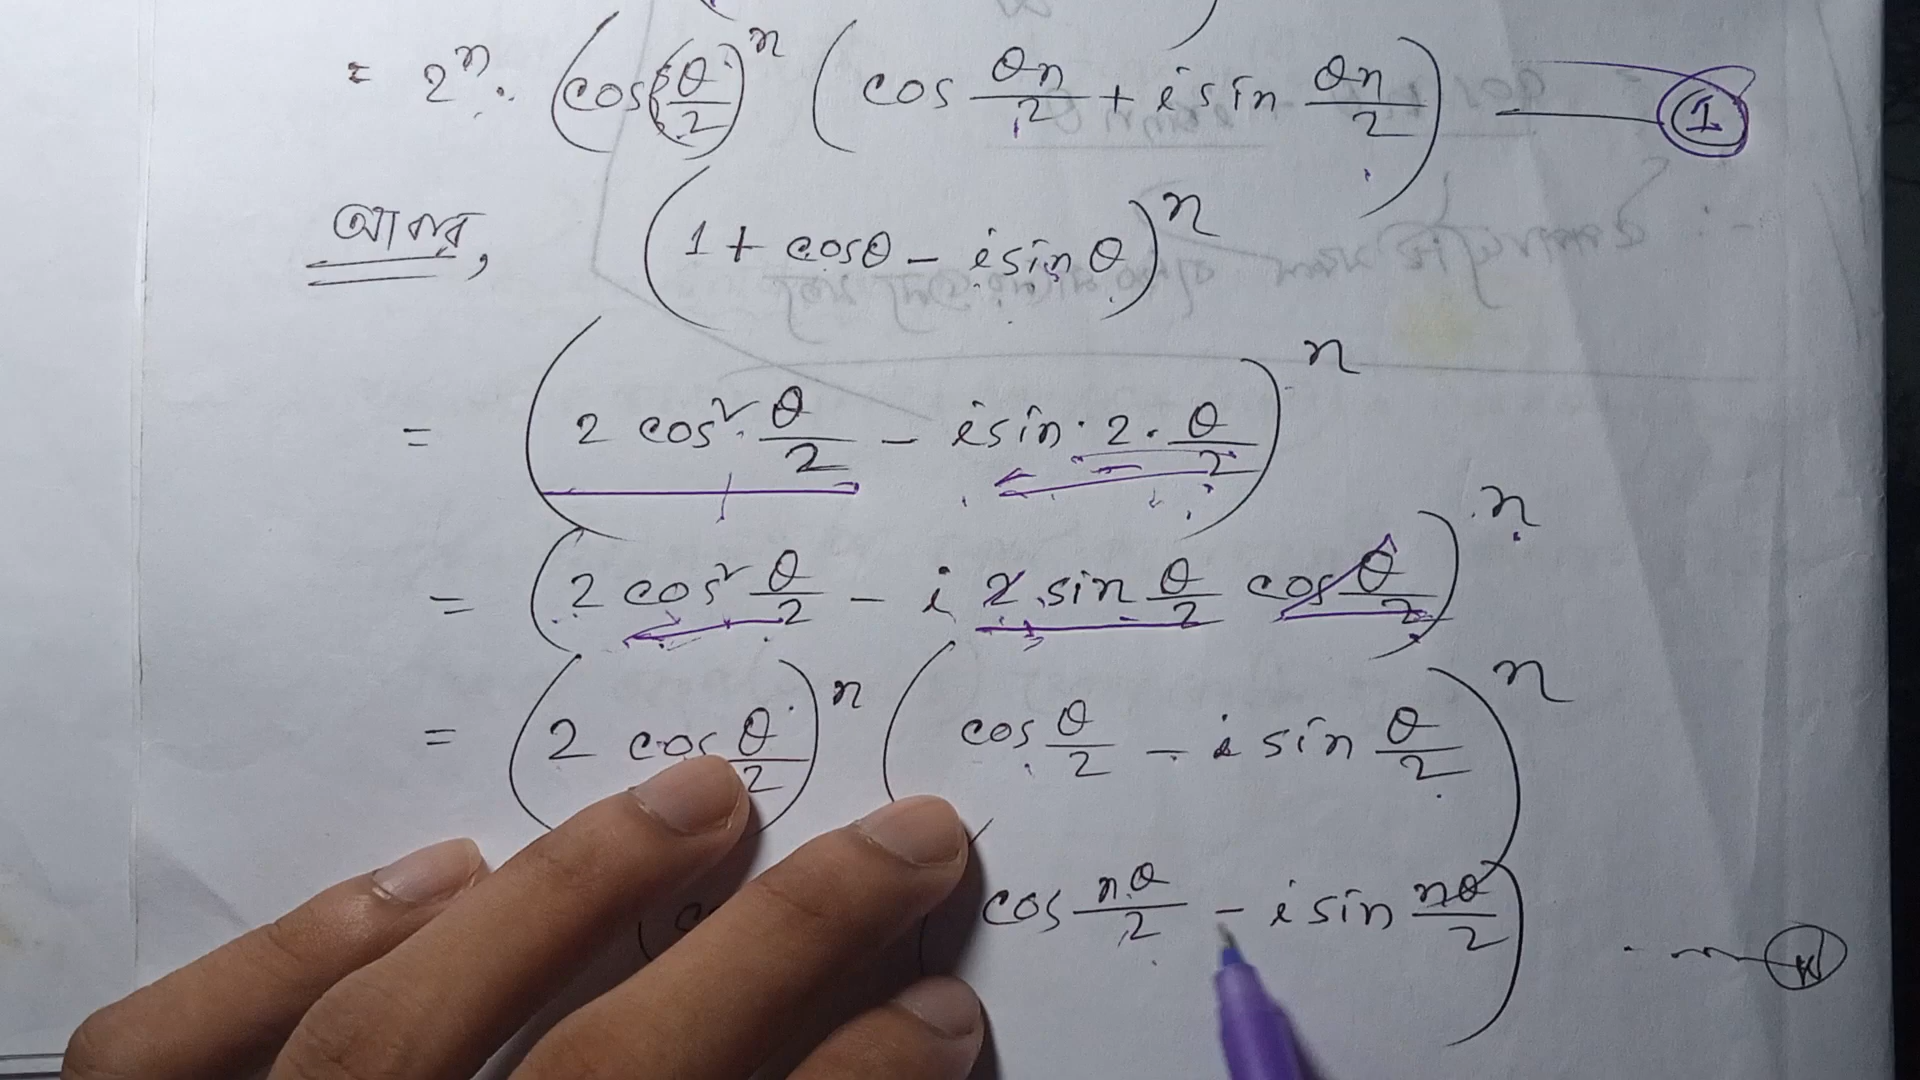 = 2ⁿ. (cos(θ/2))ⁿ (cos θn/2 + i sin θn/2) ——— (1)
আবার, (1 + cosθ - i sinθ)ⁿ
= (2 cos² θ/2 - i sin. 2. θ/2)ⁿ
= (2 cos² θ/2 - i 2 sin θ/2 cos θ/2)ⁿ
= (2 cos θ/2)ⁿ (cos θ/2 - i sin θ/2)ⁿ
cos nθ/2 - i sin nθ/2)